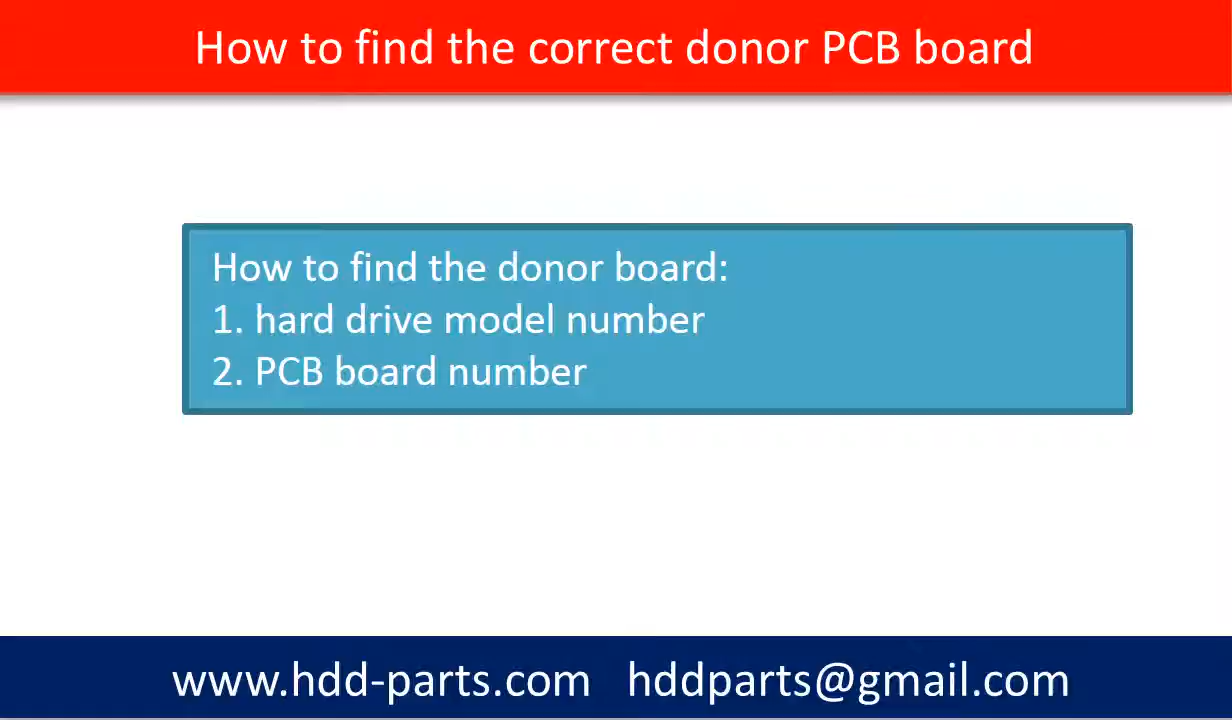 How to find the correct donor PCB board
How to find the donor board:
1. hard drive model number
2. PCB board number
www.hdd-parts.com hddparts@gmail.com